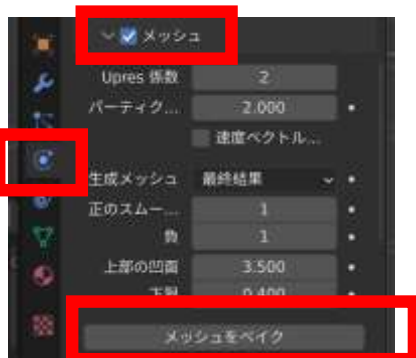 メッシュ
Upres 係数 2
パーティク... 2.000
速度ベクトル...
生成メッシュ 最終結果
正のスムー... 1
負 1
上部の凹面 3.500
下部 0.400
メッシュをベイク